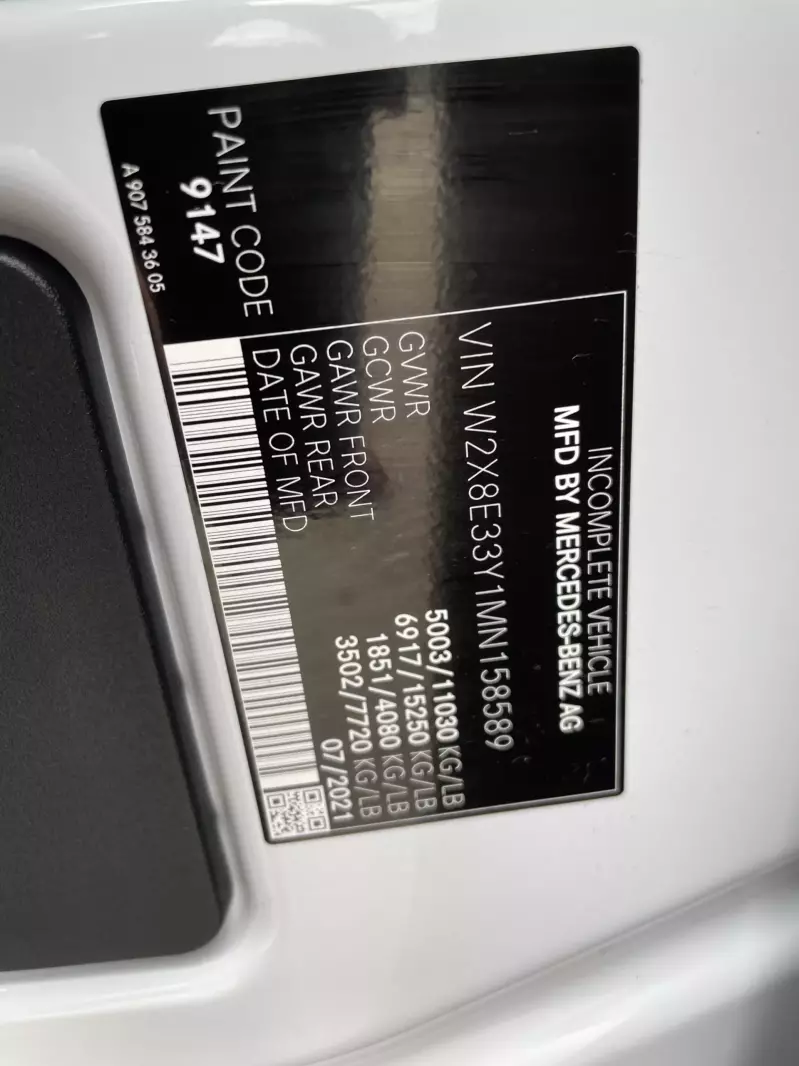 INCOMPLETE VEHICLE
MFD BY MERCEDES-BENZ AG
VIN W2X8E33Y1MN158589
GVWR 5003/11030 KG/LB
GCWR 6917/15250 KG/LB
GAWR FRONT 1851/4080 KG/LB
GAWR REAR 3502/7720 KG/LB
DATE OF MFD 07/2021
PAINT CODE
9147
A 907 584 36 05